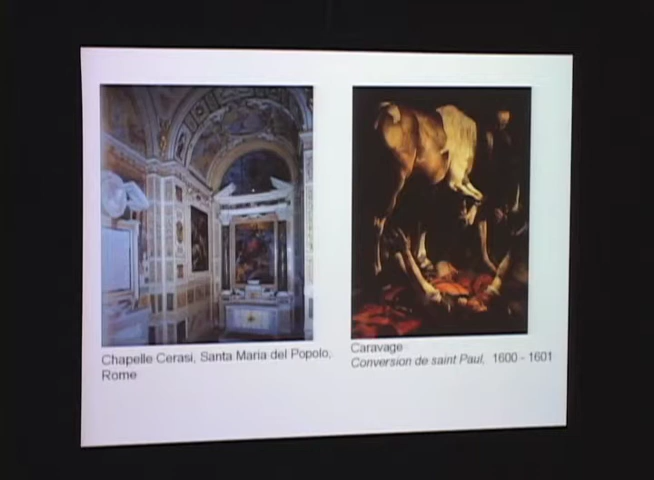 Chapelle Cerasi, Santa Maria del Popolo,
Rome
Caravage
Conversion de saint Paul, 1600 - 1601